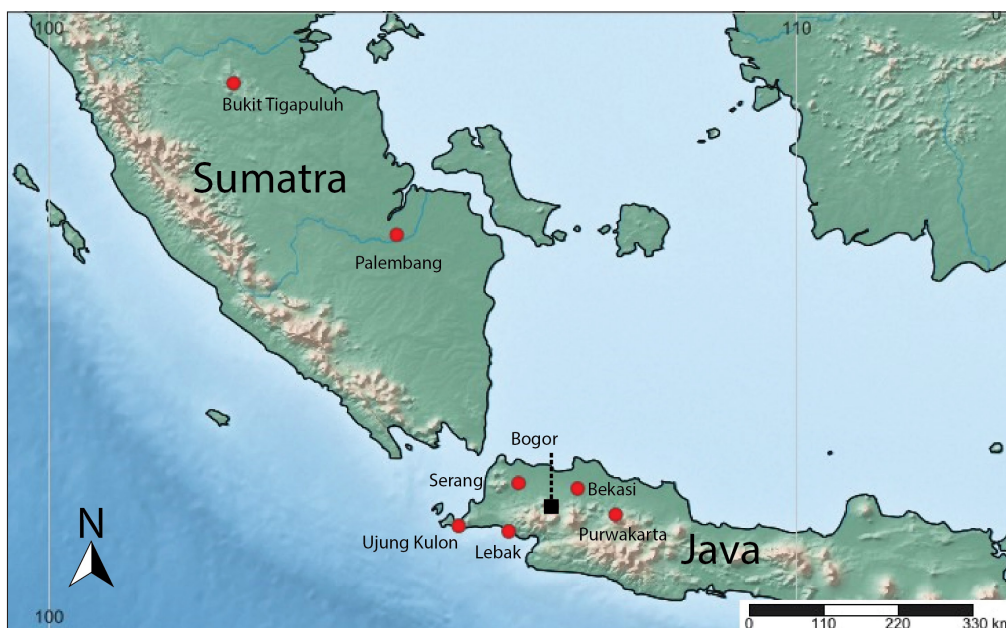 100
110
0
Bukit Tigapuluh
Sumatra
Palembang
Bogor
Serang
Bekasi
Ujung Kulon
Lebak
Purwakarta
Java
N
100
0 110 220 330 km